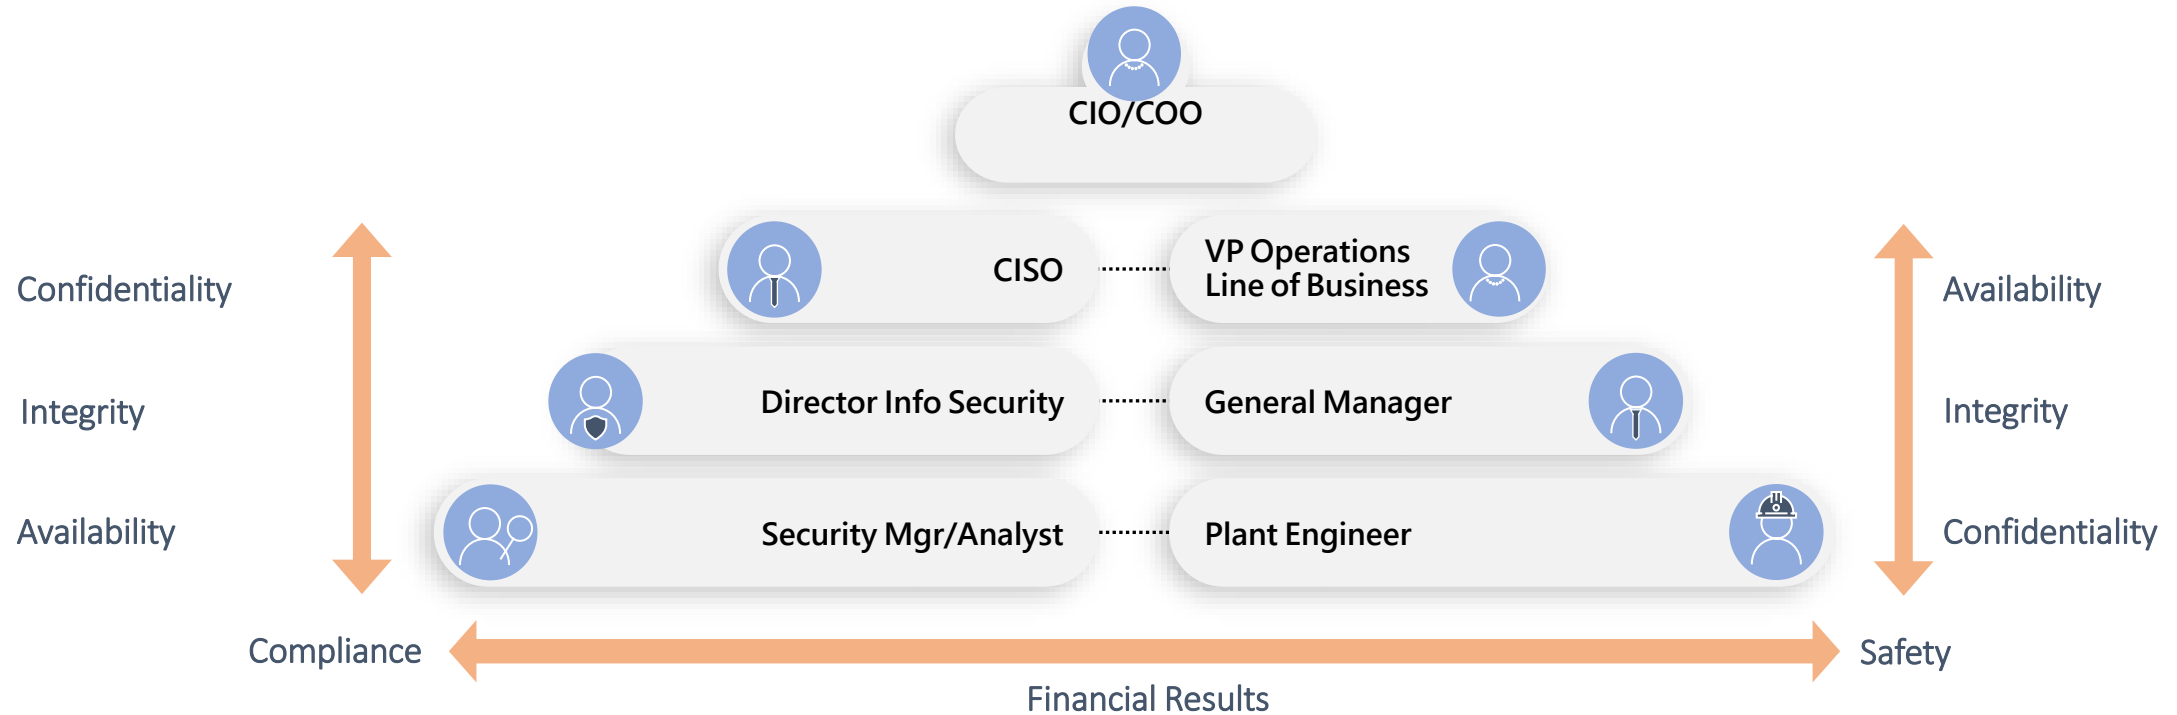 CIO/COO
Confidentiality
CISO
VP Operations
Line of Business
Availability
Integrity
Director Info Security
General Manager
Integrity
Availability
Security Mgr/Analyst
Plant Engineer
Confidentiality
Compliance
Safety
Financial Results